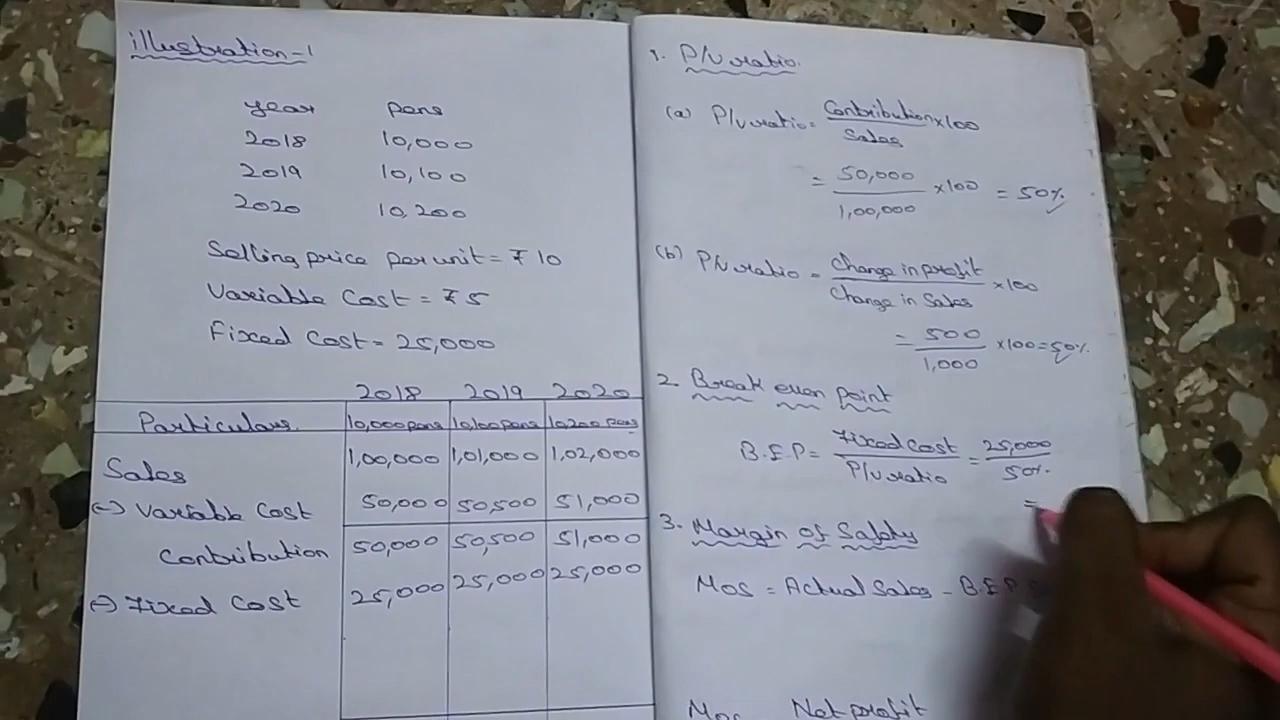 illustration-1
year pens
2018 10,000
2019 10,100
2020 10,200
Selling price per unit = ₹10
Variable Cost = ₹5
Fixed Cost = 25,000
2018 2019 2020
Particulars 10,000 pens 10,100 pens 10,200 pens
Sales 1,00,000 1,01,000 1,02,000
(-) Variable Cost 50,000 50,500 51,000
Contribution 50,000 50,500 51,000
(-) Fixed Cost 25,000 25,000 25,000
1. P/V ratio.
(a) P/V ratio = Contribution x100
Sales
= 50,000 x100 = 50%
1,00,000
(b) P/V ratio = Change in profit x100
Change in Sales
= 500 x100 = 50%
1,000
2. Break even point
B.E.P = Fixed Cost = 25,000
P/V ratio 50%
=
3. Margin of Safety
MOS = Actual Sales - B.E.P
Mos Net profit